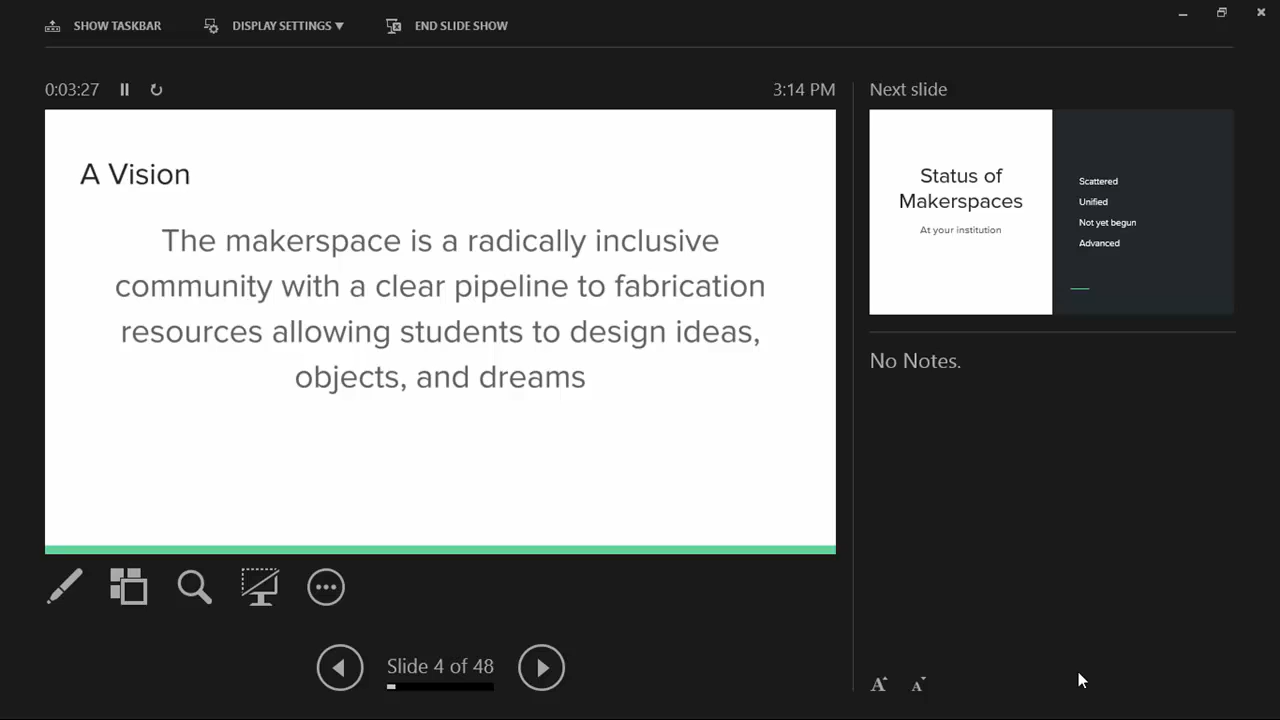 SHOW TASKBAR
DISPLAY SETTINGS ▼
END SLIDE SHOW
0:03:27
3:14 PM
A Vision
The makerspace is a radically inclusive
community with a clear pipeline to fabrication
resources allowing students to design ideas,
objects, and dreams
Slide 4 of 48
Next slide
Status of
Makerspaces
At your institution
Scattered
Unified
Not yet begun
Advanced
No Notes.
A
A